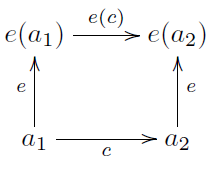 e(c)
e(a₁) e(a₂)
e e
a₁ a₂
c